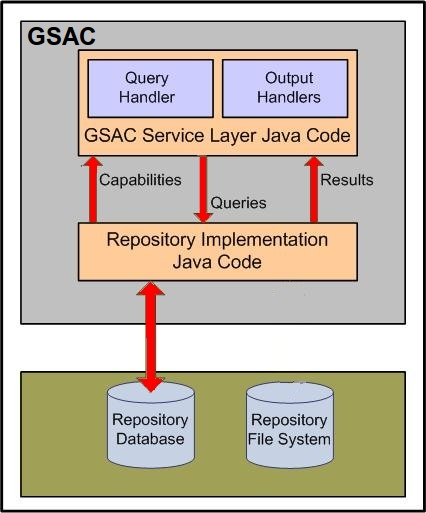 GSAC
Query
Handler
Output
Handlers
GSAC Service Layer Java Code
Capabilities
Queries
Results
Repository Implementation
Java Code
Repository
Database
Repository
File System